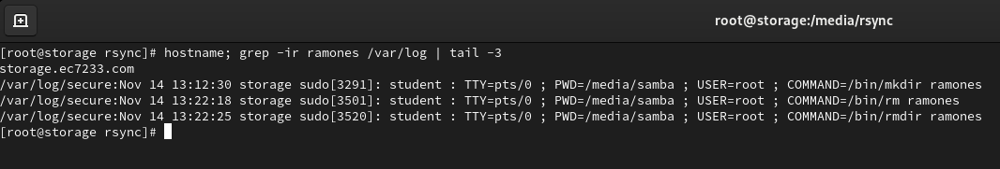 root@storage:/media/rsync
[root@storage rsync]# hostname; grep -ir ramones /var/log | tail -3
storage.ec7233.com
/var/log/secure:Nov 14 13:12:30 storage sudo[3291]: student : TTY=pts/0 ; PWD=/media/samba ; USER=root ; COMMAND=/bin/mkdir ramones
/var/log/secure:Nov 14 13:22:18 storage sudo[3501]: student : TTY=pts/0 ; PWD=/media/samba ; USER=root ; COMMAND=/bin/rm ramones
/var/log/secure:Nov 14 13:22:25 storage sudo[3520]: student : TTY=pts/0 ; PWD=/media/samba ; USER=root ; COMMAND=/bin/rmdir ramones
[root@storage rsync]#